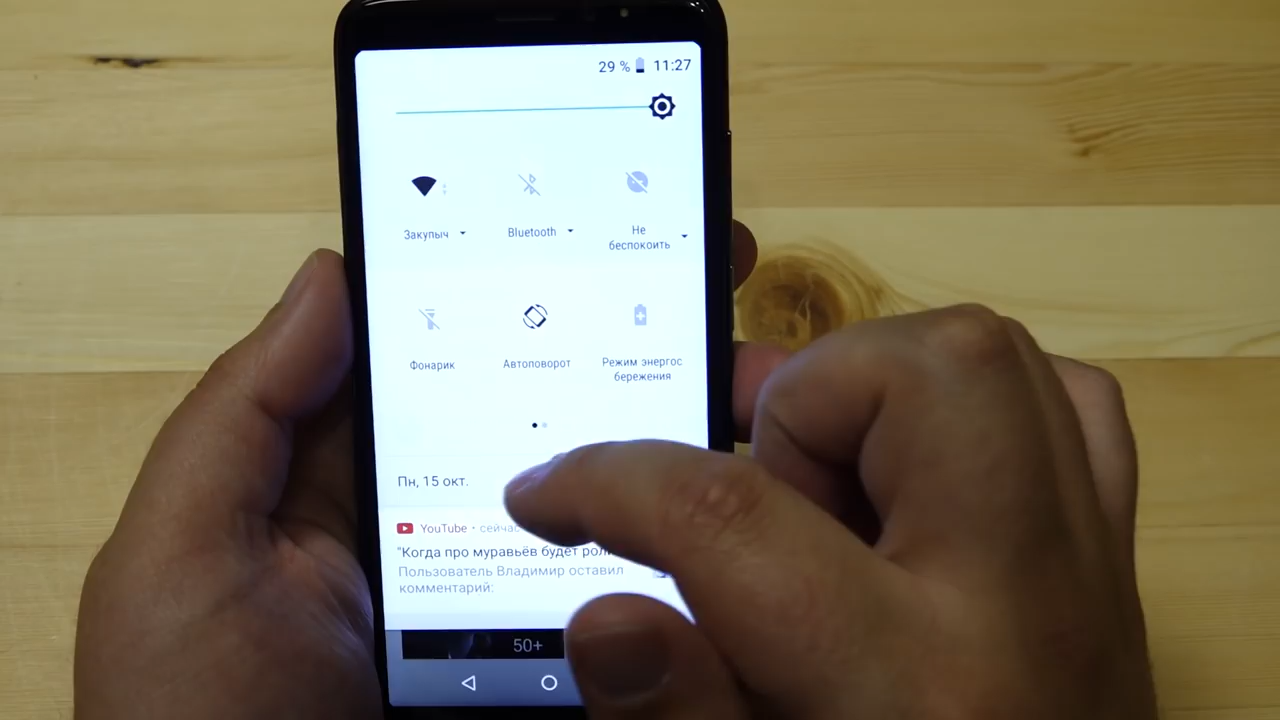 29 % 11:27
Закупыч
Bluetooth
Не
беспокоить
Фонарик
Автоповорот
Режим энергос
бережения
Пн, 15 окт.
YouTube • сейчас
"Когда про муравьёв будет
Пользователь Владимир оставил
комментарий:
50+